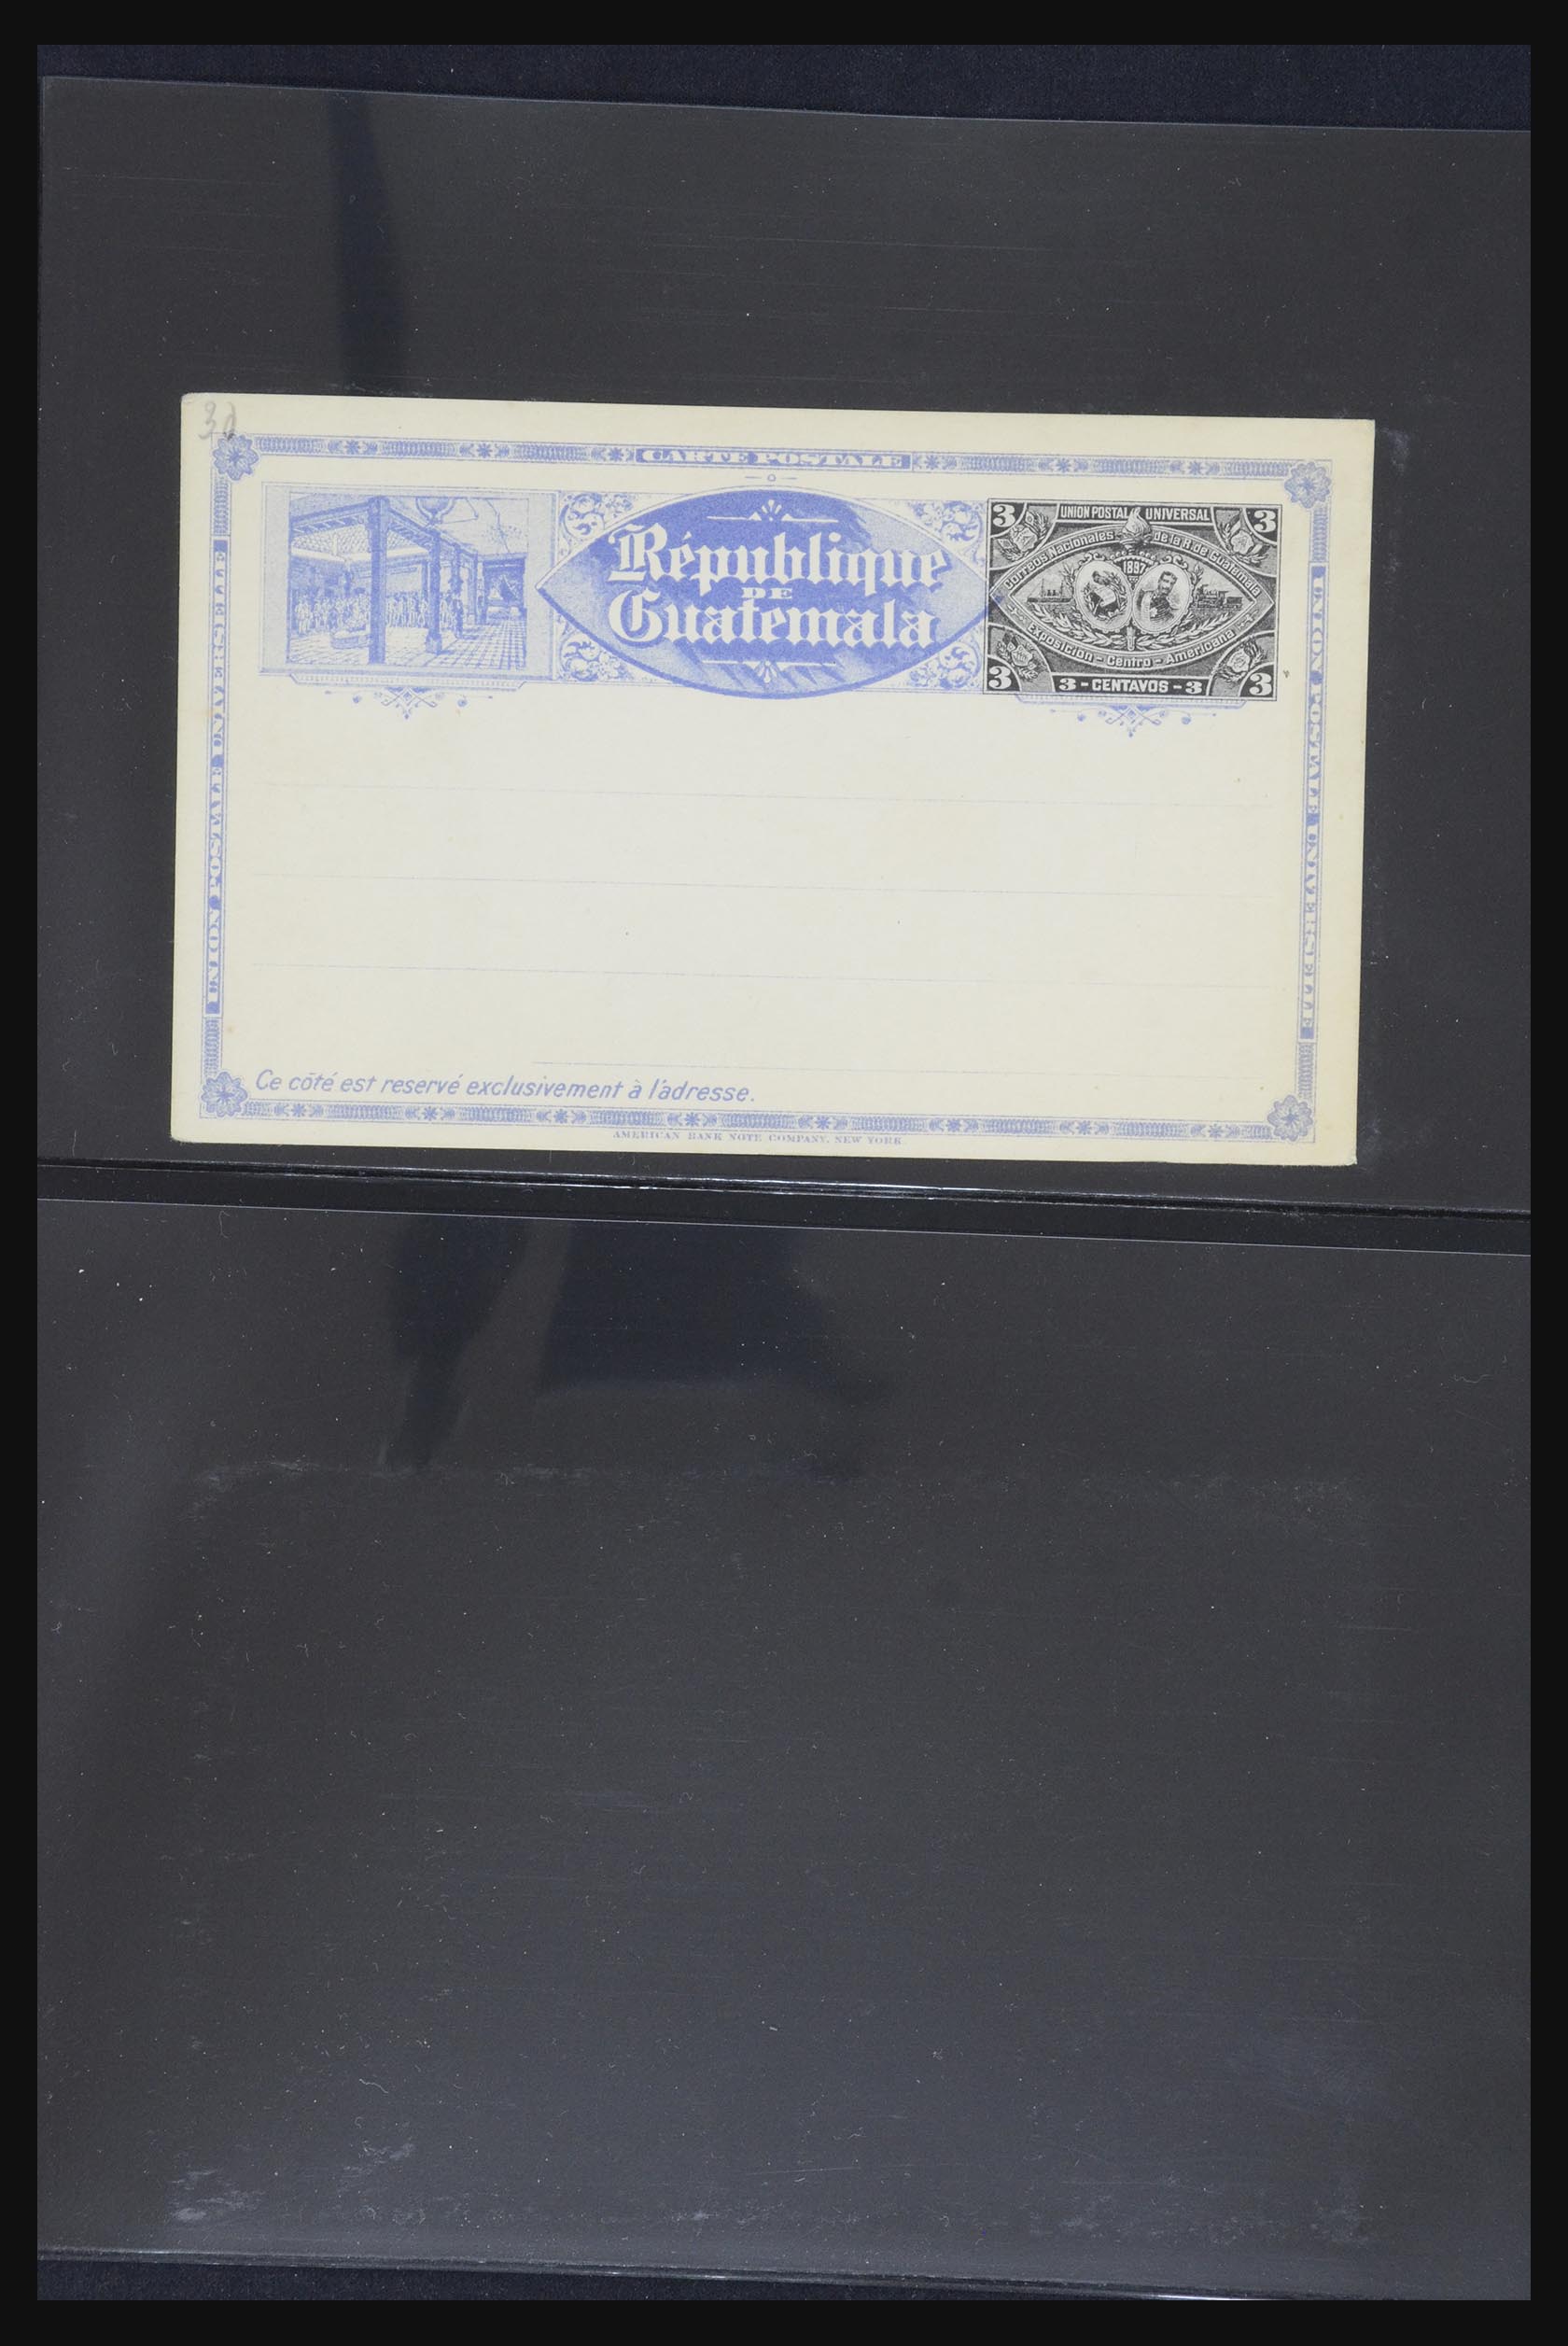 30
CARTE POSTALE
UNION POSTALE UNIVERSELLE
République
DE
Guatemala
3 UNION POSTAL UNIVERSAL 3
Correos Nacionales de la R. de Guatemala
1897
Exposición - Centro - Americana
3 3 - CENTAVOS - 3 3
UNION POSTALE UNIVERSELLE
Ce côté est reservé exclusivement à l'adresse.
AMERICAN BANK NOTE COMPANY, NEW YORK.